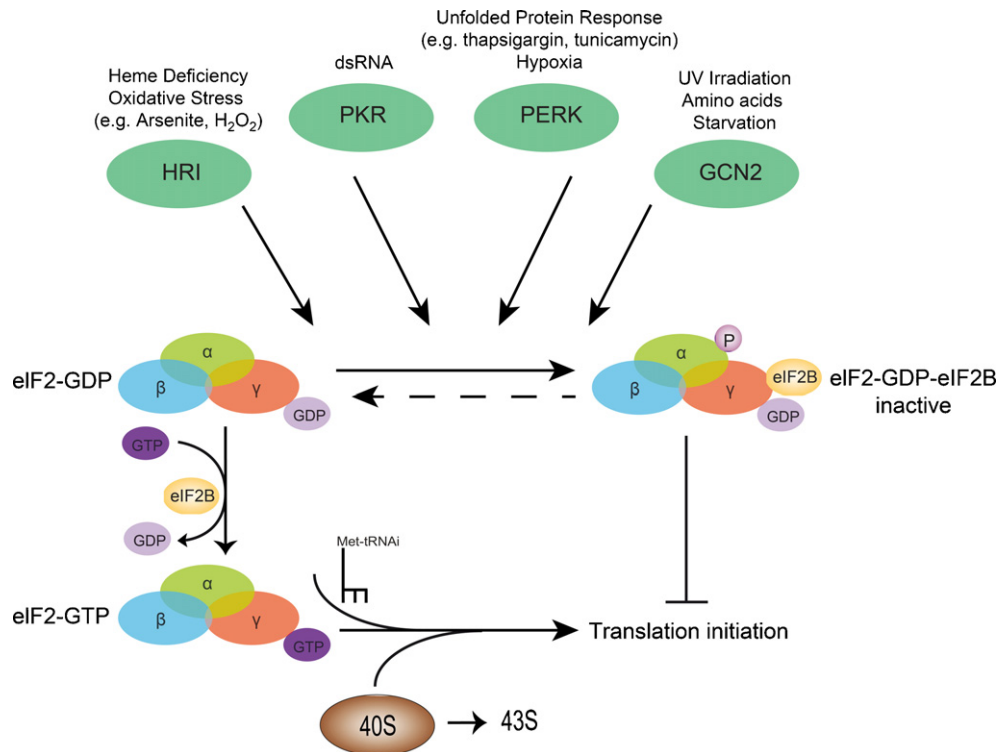 Unfolded Protein Response
(e.g. thapsigargin, tunicamycin)
Hypoxia
dsRNA
Heme Deficiency
Oxidative Stress
(e.g. Arsenite, H₂O₂)
UV Irradiation
Amino acids
Starvation
HRI
PKR
PERK
GCN2
eIF2-GDP
α
β
γ
GDP
α
P
β
γ
eIF2B
GDP
eIF2-GDP-eIF2B
inactive
GTP
eIF2B
GDP
Met-tRNAi
eIF2-GTP
α
β
γ
GTP
Translation initiation
40S
43S